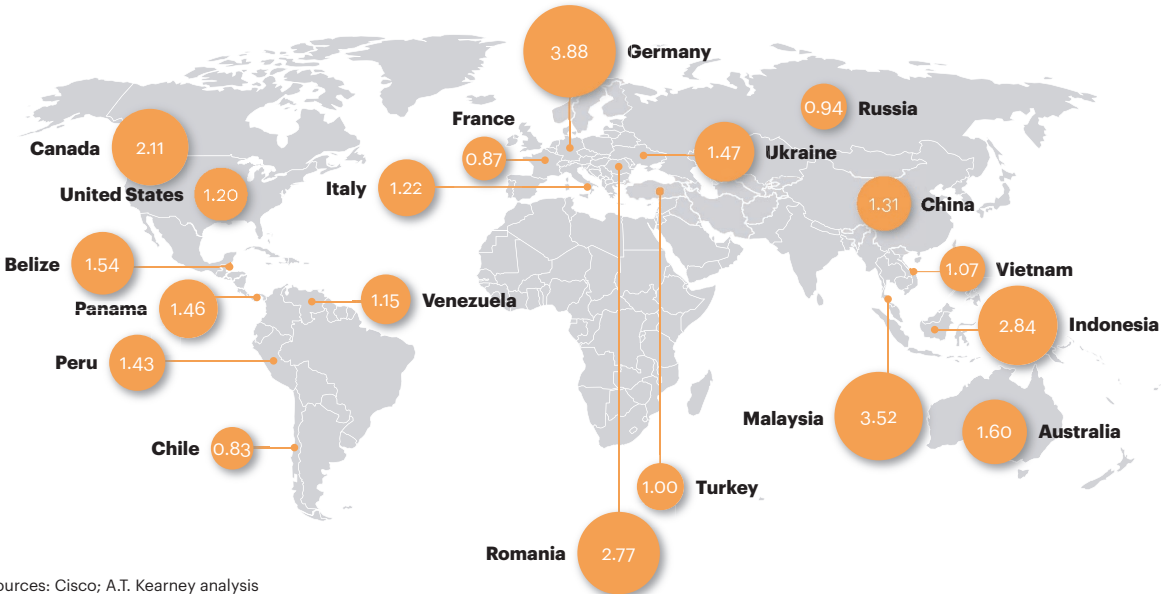 3.88 Germany
0.94 Russia
France
0.87
Canada 2.11
1.47 Ukraine
United States 1.20
Italy 1.22
1.31 China
Belize 1.54
1.07 Vietnam
Panama 1.46
1.15 Venezuela
2.84 Indonesia
Peru 1.43
Malaysia 3.52
1.60 Australia
Chile 0.83
1.00 Turkey
Romania 2.77
ources: Cisco; A.T. Kearney analysis